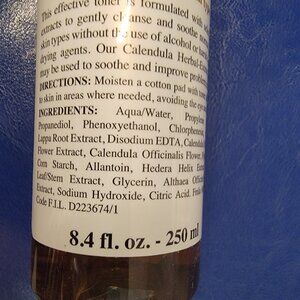 This effective toner is formulated with
extracts to gently cleanse and soothe
skin types without the use of alcohol or
drying agents. Our Calendula Herbal-
may be used to soothe and improve
DIRECTIONS: Moisten a cotton pad with
to skin in areas where needed, avoiding the eye
INGREDIENTS: Aqua/Water, Propylene
Propanediol, Phenoxyethanol,
Lappa Root Extract, Disodium EDTA,
Flower Extract, Calendula Officinalis Flower,
Corn Starch, Allantoin, Hedera Helix
Leaf/Stem Extract, Glycerin, Althaea
Extract, Sodium Hydroxide, Citric Acid.
Code F.I.L. D223674/1
8.4 fl. oz. - 250 ml